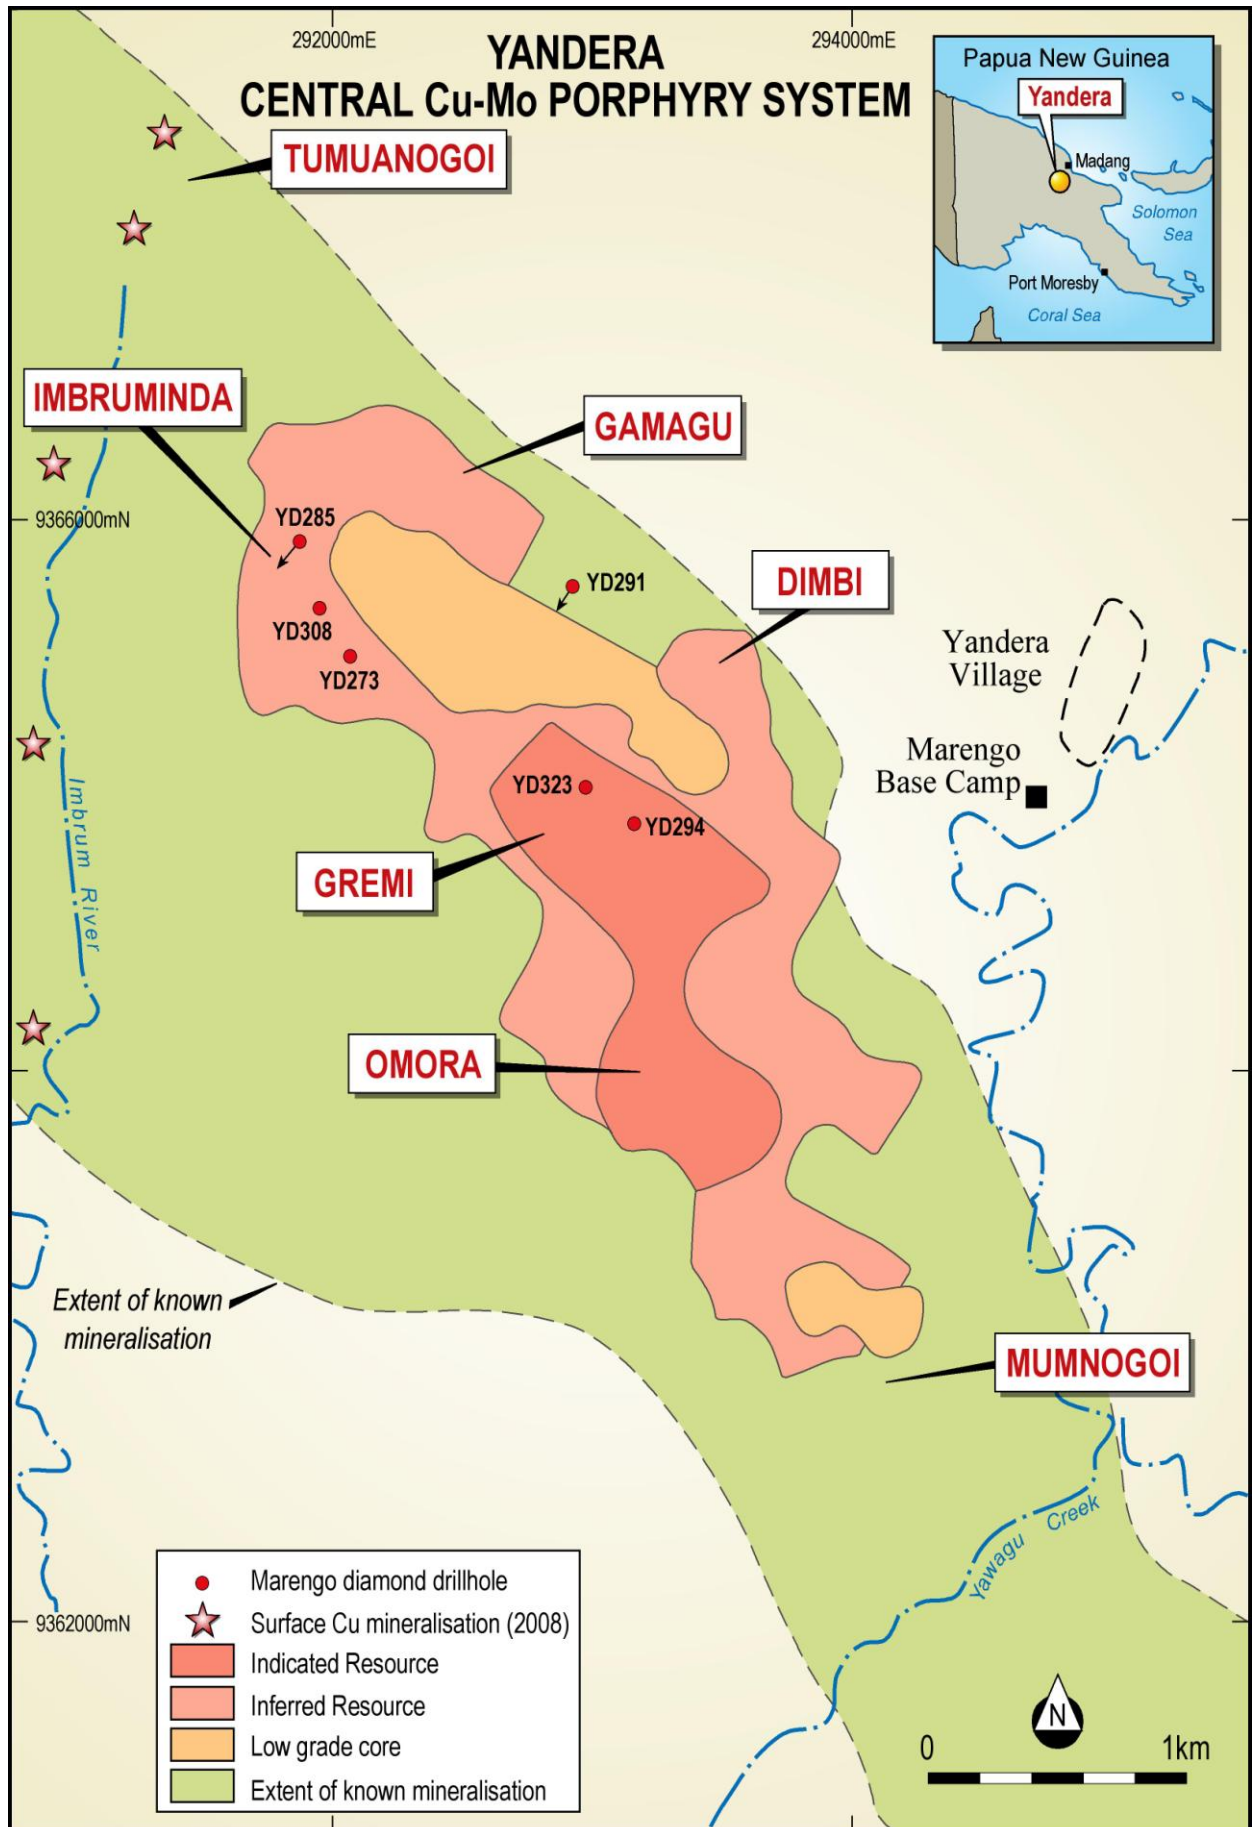 292000mE
294000mE
YANDERA
CENTRAL Cu-Mo PORPHYRY SYSTEM
Papua New Guinea
Yandera
Madang
Solomon
Sea
Port Moresby
Coral Sea
TUMUANOGOI
IMBRUMINDA
GAMAGU
9366000mN
YD285
YD291
DIMBI
YD308
YD273
Yandera
Village
Marengo
Base Camp
YD323
YD294
Imbrum River
GREMI
OMORA
Extent of known
mineralisation
MUMNOGOI
Yawagu Creek
9362000mN
Marengo diamond drillhole
Surface Cu mineralisation (2008)
Indicated Resource
Inferred Resource
Low grade core
Extent of known mineralisation
N
0 1km